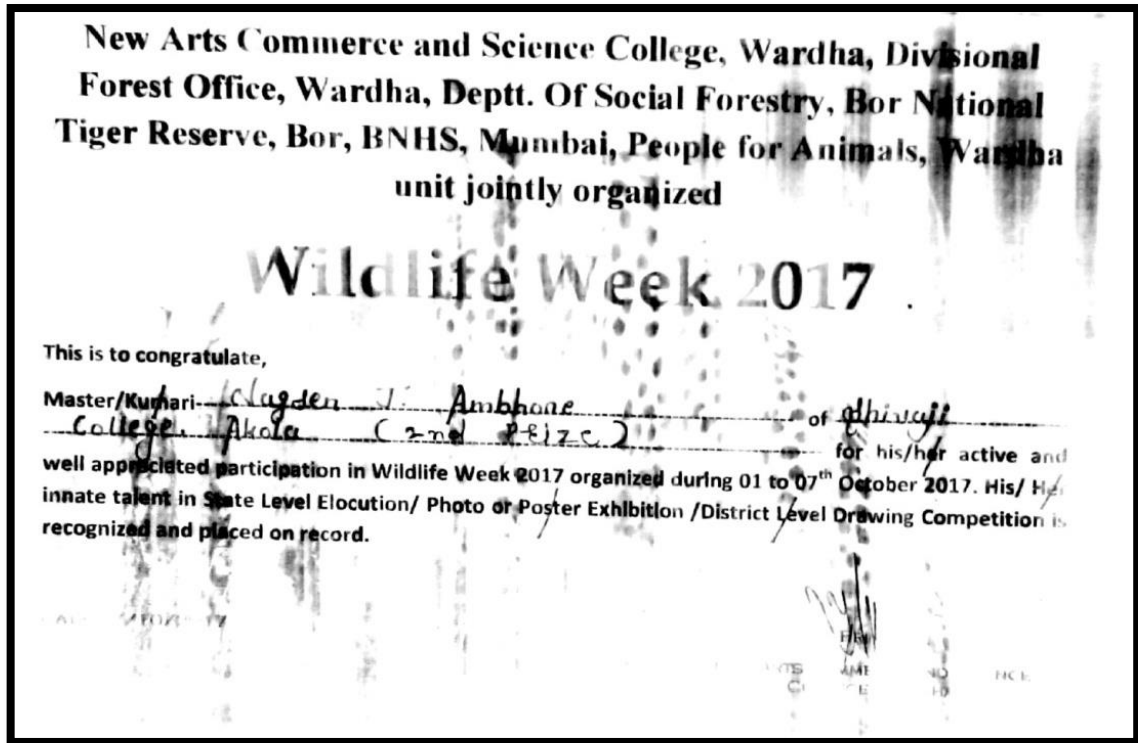 New Arts Commerce and Science College, Wardha, Divisional
Forest Office, Wardha, Deptt. Of Social Forestry, Bor National
Tiger Reserve, Bor, BNHS, Mumbai, People for Animals, Wardha
unit jointly organized
Wildlife Week 2017
This is to congratulate,
Master/Kumari Nagsen J. Ambhore of Shivaji
College, Akola (2nd Prize) for his/her active and
well appreciated participation in Wildlife Week 2017 organized during 01 to 07th October 2017. His/ Her
innate talent in State Level Elocution/ Photo or Poster Exhibition /District Level Drawing Competition is
recognized and placed on record.